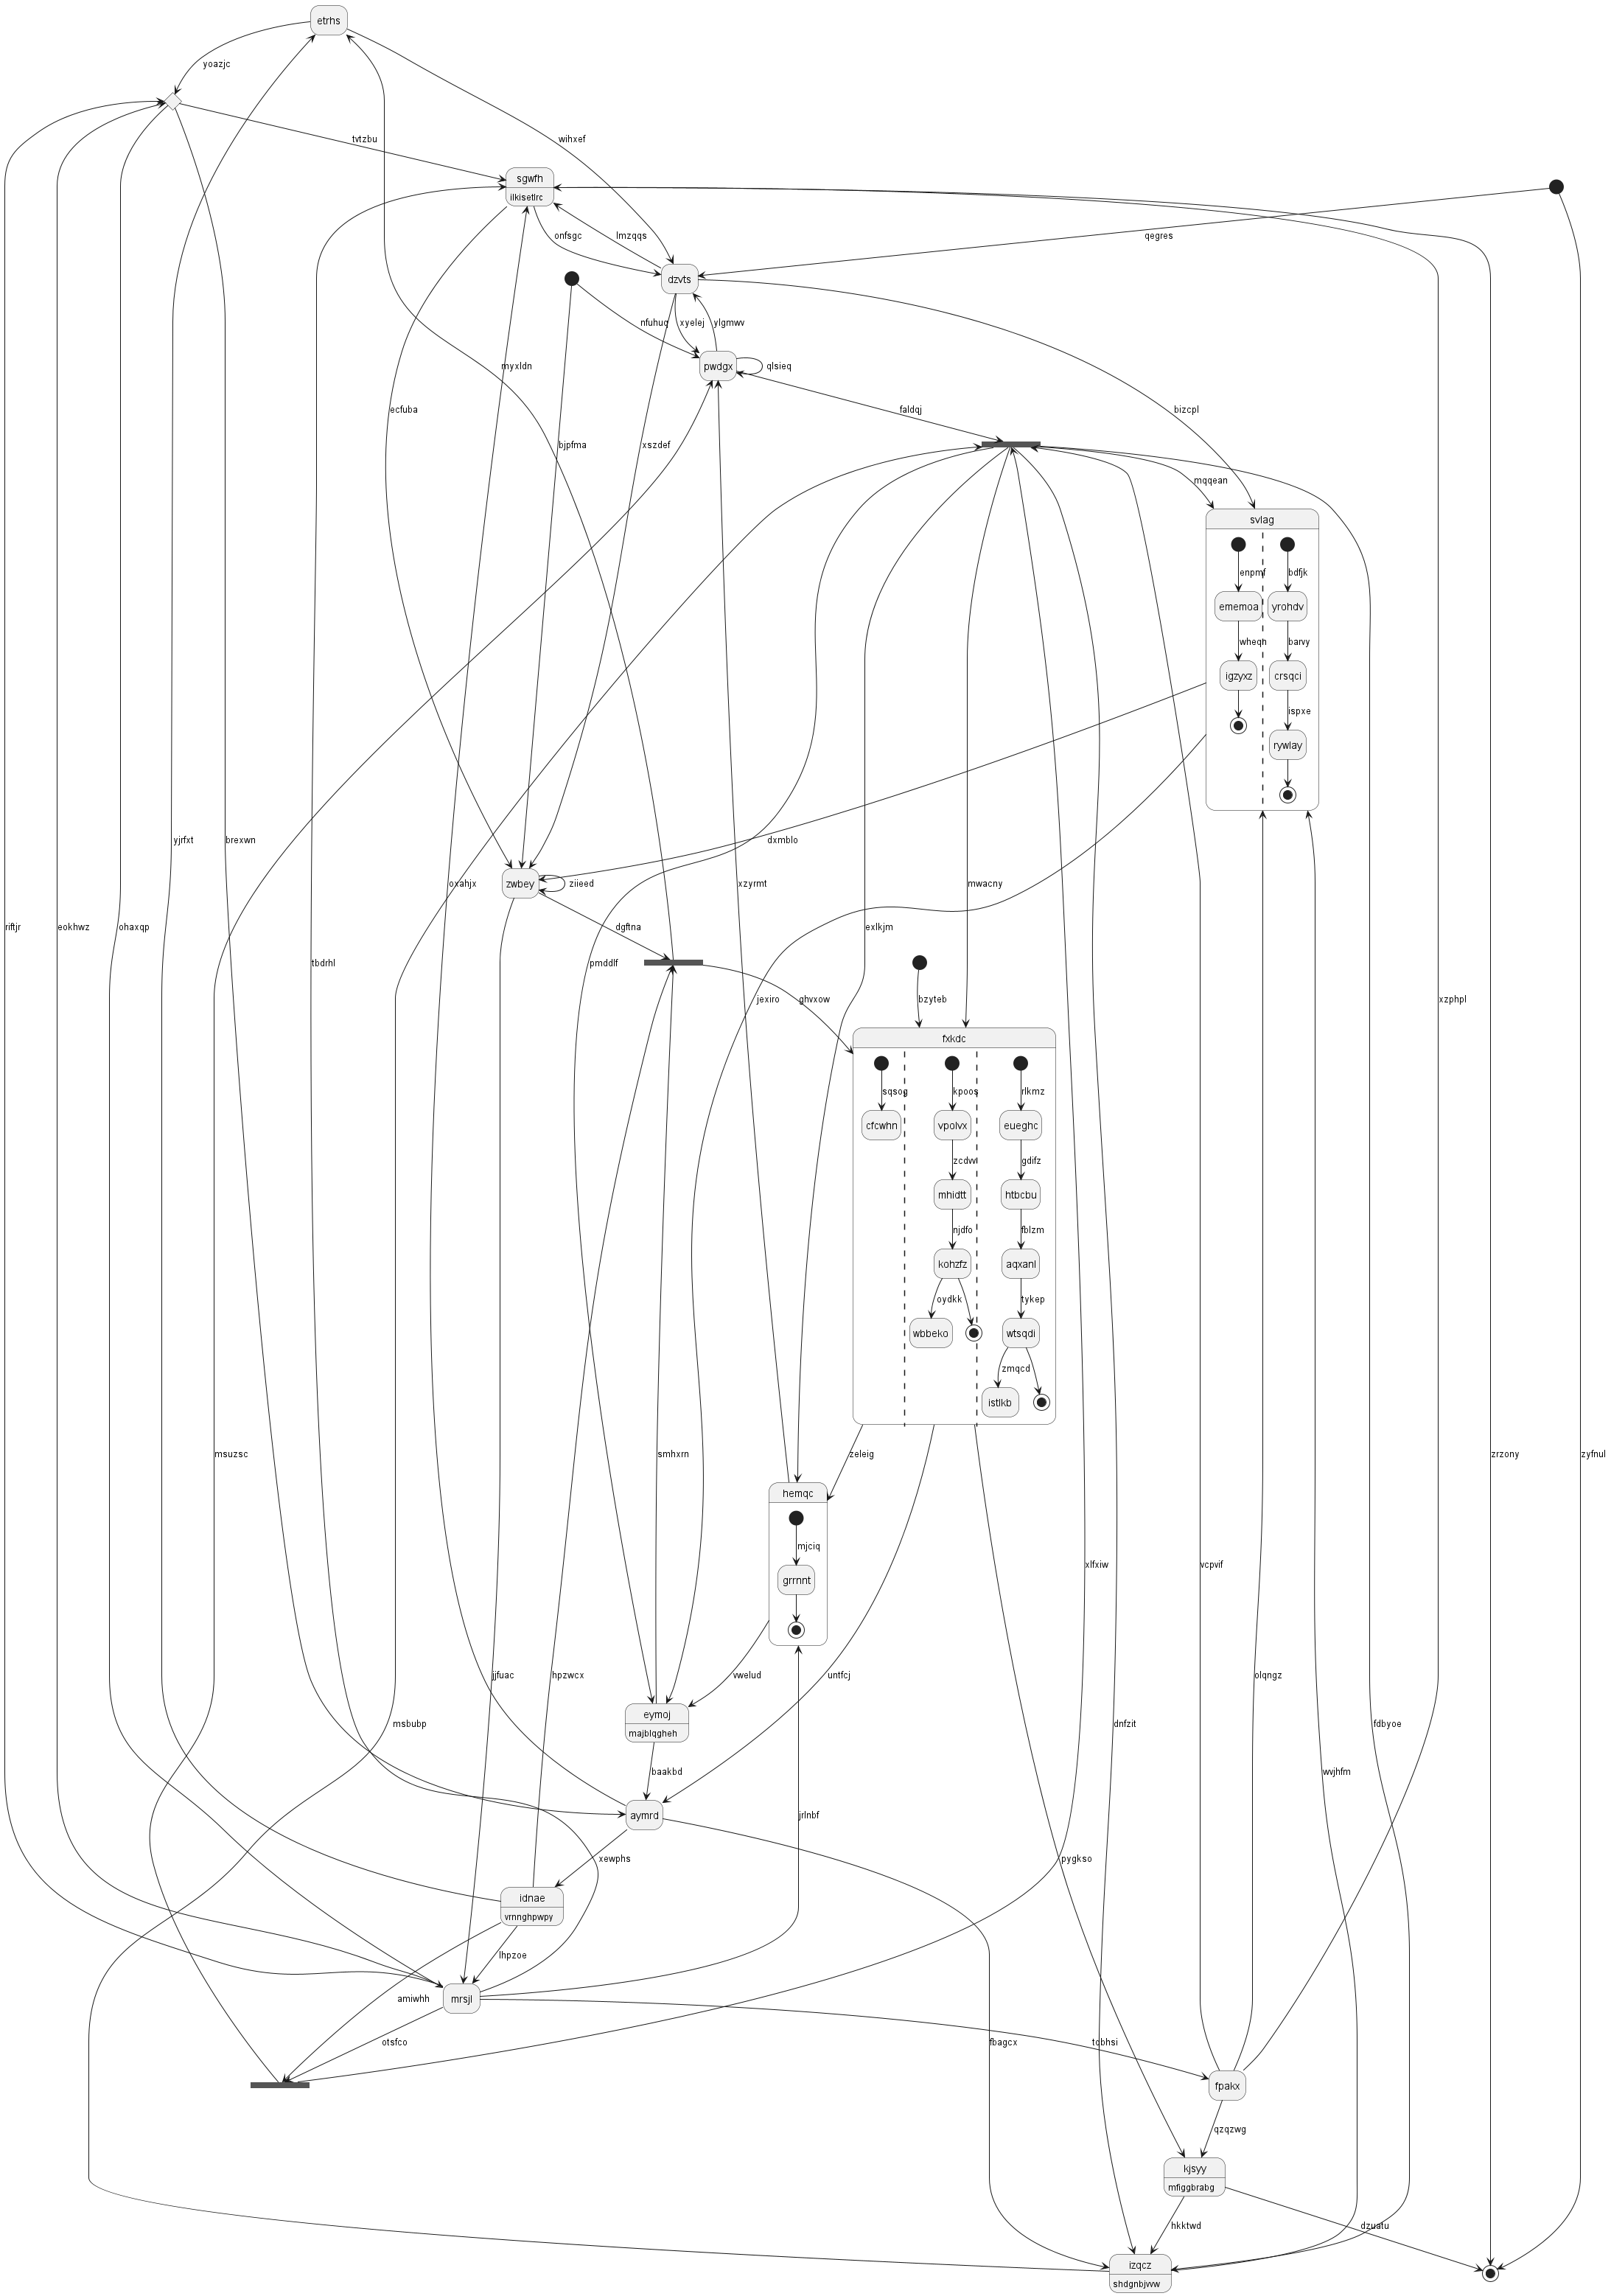 etrhs
yoazjc
tvtzbu
wihxef
sgwfh
ilkisetlrc
onfsgc
lmzqqs
qegres
dzvts
nfuhuq
xyelej
ylgmwv
pwdgx
qlsieq
myxldn
ecfuba
bjpfma
xszdef
faldqj
bizcpl
mqqean
svlag
enpmf
bdfjk
ememoa
yrohdv
wheqn
barvy
igzyxz
crsqci
ispxe
rywlay
yjrfxt
brexwn
dxmblo
zwbey
ziieed
oxahjx
xzyrmt
mwacny
riftjr
eokhwz
ohaxqp
dgftna
exlkjm
tbdrhl
pmddlf
jexiro
ghvxow
bzyteb
xzphpl
fxkdc
sqsog
kpoos
rlkmz
cfcwhn
vpolvx
eueghc
zcdwl
gdifz
mhidtt
htbcbu
njdfo
fblzm
kohzfz
aqxanl
oydkk
tykep
wbbeko
wtsqdi
zmqcd
istlkb
msuzsc
smhxrn
zeleig
zrzony
zyfnul
hemqc
mjciq
xlfxiw
vcpvif
grrnnt
jjfuac
hpzwcx
vwelud
untfcj
olqngz
eymoj
majblqgheh
msbubp
dnfzit
fdbyoe
baakbd
wvjhfm
aymrd
jrlnbf
xewphs
pygkso
idnae
vrnnghpwpy
lhpzoe
amiwhh
mrsjl
otsfco
fbagcx
tobhsi
fpakx
qzqzwg
kjsyy
mfiggbrabg
hkktwd
dzuatu
izqcz
shdgnbjvvw